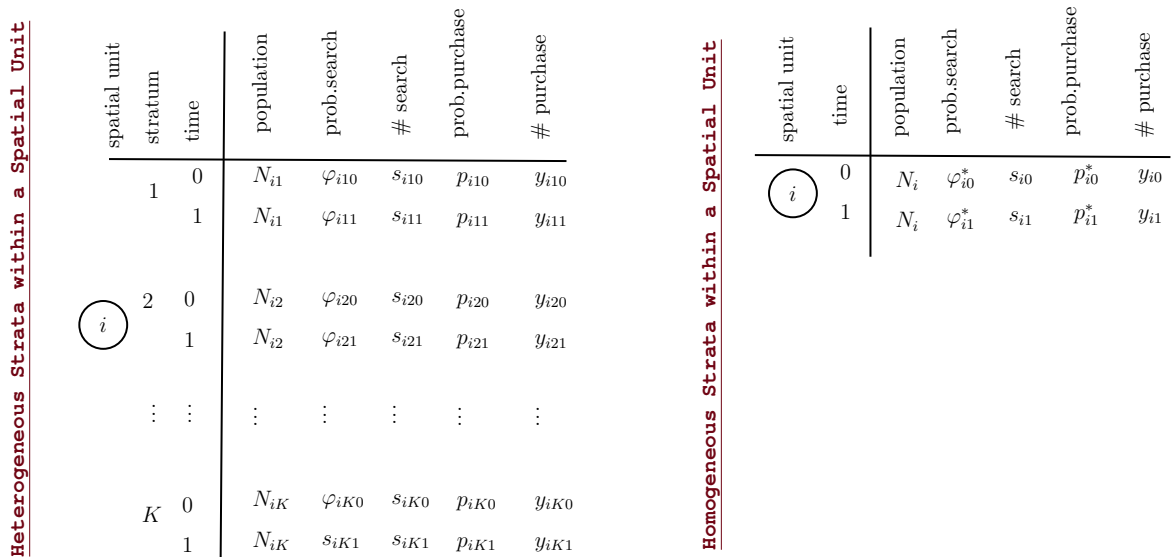 Heterogeneous Strata within a Spatial Unit
spatial unit stratum time population prob.search # search prob.purchase # purchase
1 0 N_{i1} φ_{i10} s_{i10} p_{i10} y_{i10}
1 N_{i1} φ_{i11} s_{i11} p_{i11} y_{i11}
2 0 N_{i2} φ_{i20} s_{i20} p_{i20} y_{i20}
i
1 N_{i2} φ_{i21} s_{i21} p_{i21} y_{i21}
⋮ ⋮ ⋮ ⋮ ⋮ ⋮ ⋮
K 0 N_{iK} φ_{iK0} s_{iK0} p_{iK0} y_{iK0}
1 N_{iK} s_{iK1} s_{iK1} p_{iK1} y_{iK1}
Homogeneous Strata within a Spatial Unit
spatial unit time population prob.search # search prob.purchase # purchase
i 0 N_i φ*_{i0} s_{i0} p*_{i0} y_{i0}
1 N_i φ*_{i1} s_{i1} p*_{i1} y_{i1}